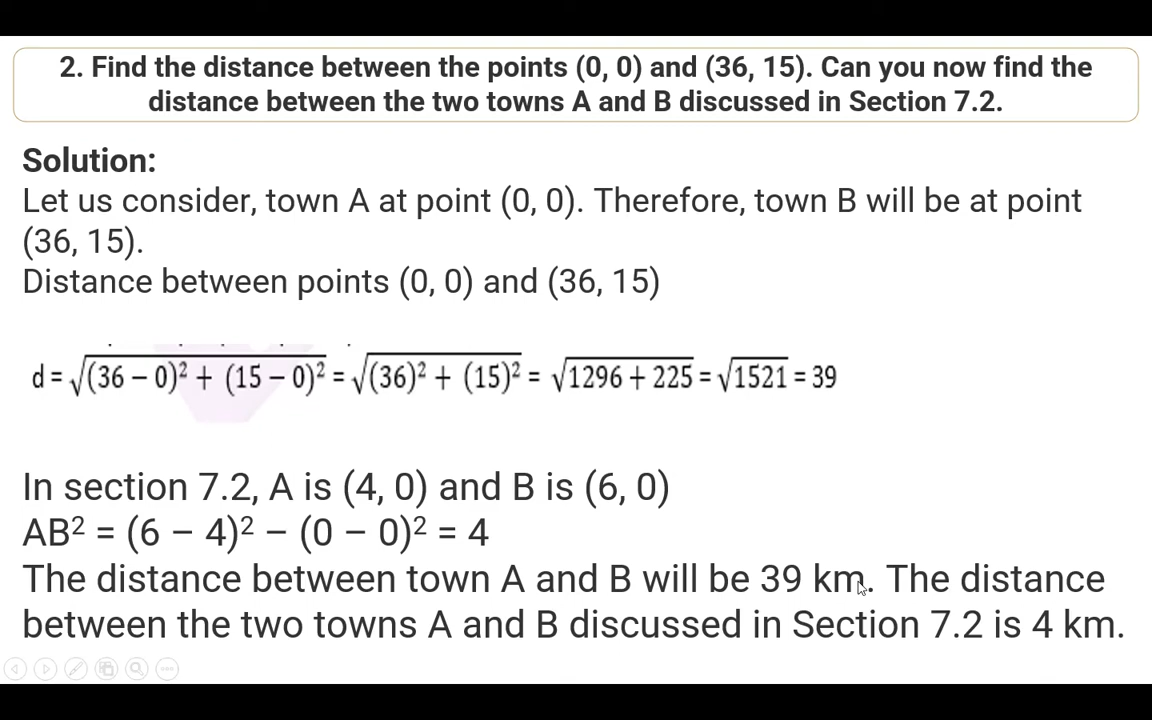 2. Find the distance between the points (0, 0) and (36, 15). Can you now find the
distance between the two towns A and B discussed in Section 7.2.
Solution:
Let us consider, town A at point (0, 0). Therefore, town B will be at point
(36, 15).
Distance between points (0, 0) and (36, 15)
d = √(36 – 0)² + (15 – 0)² = √(36)² + (15)² = √1296 + 225 = √1521 = 39
In section 7.2, A is (4, 0) and B is (6, 0)
AB² = (6 – 4)² – (0 – 0)² = 4
The distance between town A and B will be 39 km. The distance
between the two towns A and B discussed in Section 7.2 is 4 km.